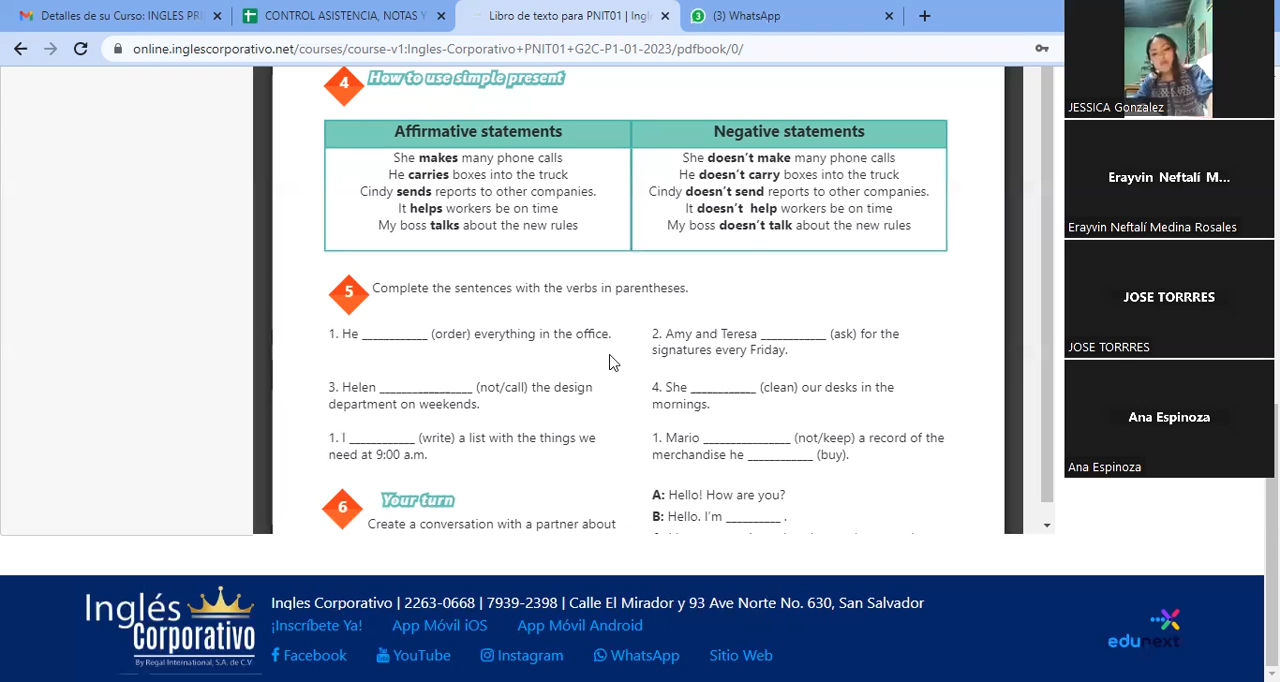 Detalles de su Curso: INGLES PRI
CONTROL ASISTENCIA, NOTAS Y
Libro de texto para PNIT01 | Ingl
3
(3) WhatsApp
online.inglescorporativo.net/courses/course-v1:Ingles-Corporativo+PNIT01+G2C-P1-01-2023/pdfbook/0/
4 How to use simple present
Affirmative statements
She makes many phone calls
He carries boxes into the truck
Cindy sends reports to other companies.
It helps workers be on time
My boss talks about the new rules
Negative statements
She doesn't make many phone calls
He doesn't carry boxes into the truck
Cindy doesn't send reports to other companies.
It doesn't help workers be on time
My boss doesn't talk about the new rules
5 Complete the sentences with the verbs in parentheses.
1. He ___________ (order) everything in the office.
2. Amy and Teresa ___________ (ask) for the
signatures every Friday.
3. Helen ________________ (not/call) the design
department on weekends.
4. She ___________ (clean) our desks in the
mornings.
1. I ___________ (write) a list with the things we
need at 9:00 a.m.
1. Mario _______________ (not/keep) a record of the
merchandise he ___________ (buy).
6 Your turn
Create a conversation with a partner about
A: Hello! How are you?
B: Hello. I'm __________ .
JESSICA Gonzalez
Erayvin Neftalí M...
Erayvin Neftalí Medina Rosales
JOSE TORRRES
JOSE TORRRES
Ana Espinoza
Ana Espinoza
Inglés
Corporativo
By Regal International, S.A. de C.V
Ingles Corporativo | 2263-0668 | 7939-2398 | Calle El Mirador y 93 Ave Norte No. 630, San Salvador
¡Inscríbete Ya! App Móvil iOS App Móvil Android
Facebook YouTube Instagram WhatsApp Sitio Web
edunext